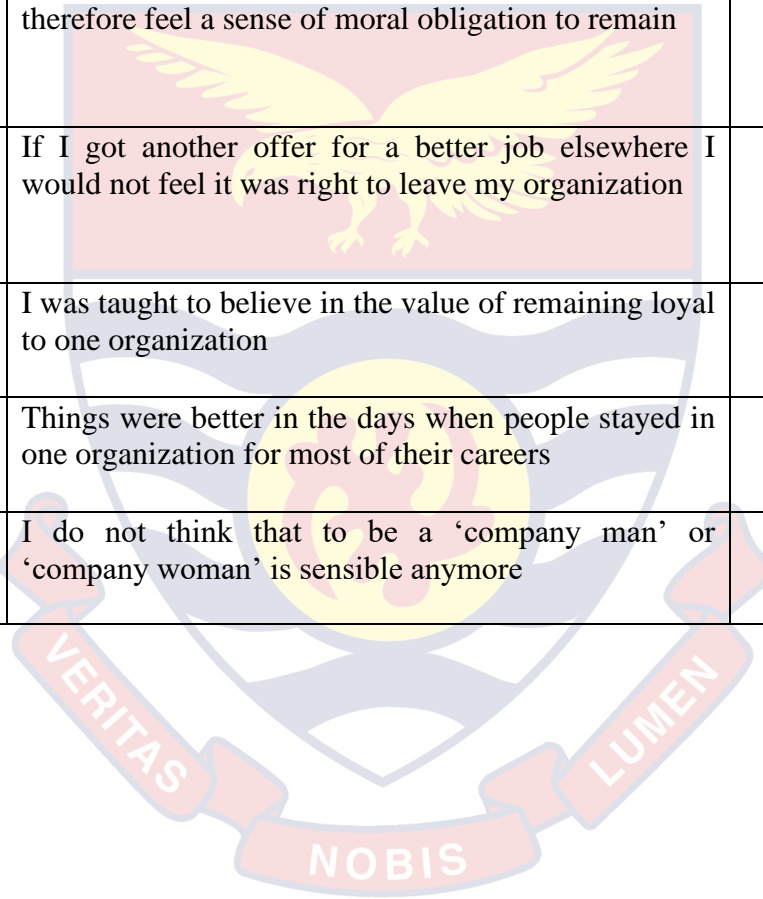 therefore feel a sense of moral obligation to remain
If I got another offer for a better job elsewhere I
would not feel it was right to leave my organization
I was taught to believe in the value of remaining loyal
to one organization
Things were better in the days when people stayed in
one organization for most of their careers
I do not think that to be a ‘company man’ or
‘company woman’ is sensible anymore
VERITAS
NOBIS
LUMEN